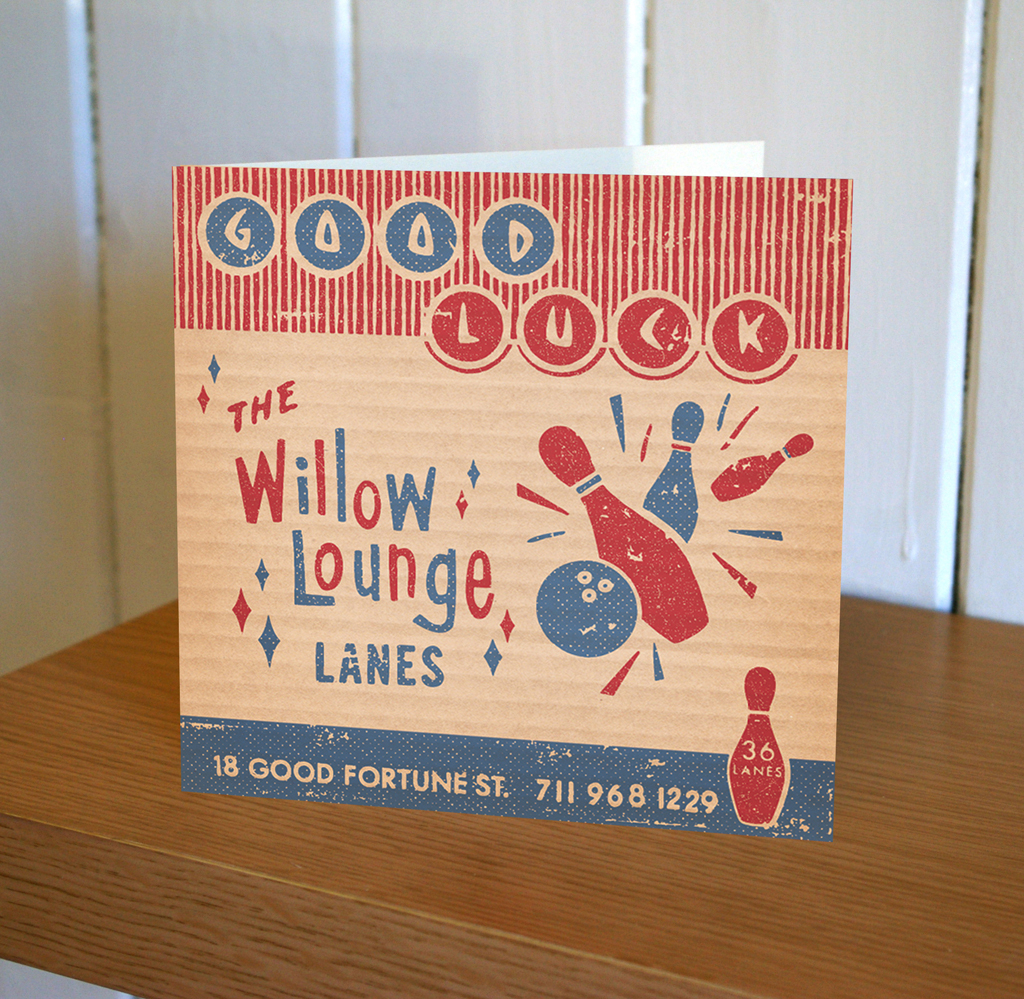 GOOD
LUCK
THE
Willow
Lounge
LANES
18 GOOD FORTUNE ST. 711 968 1229
36
LANES